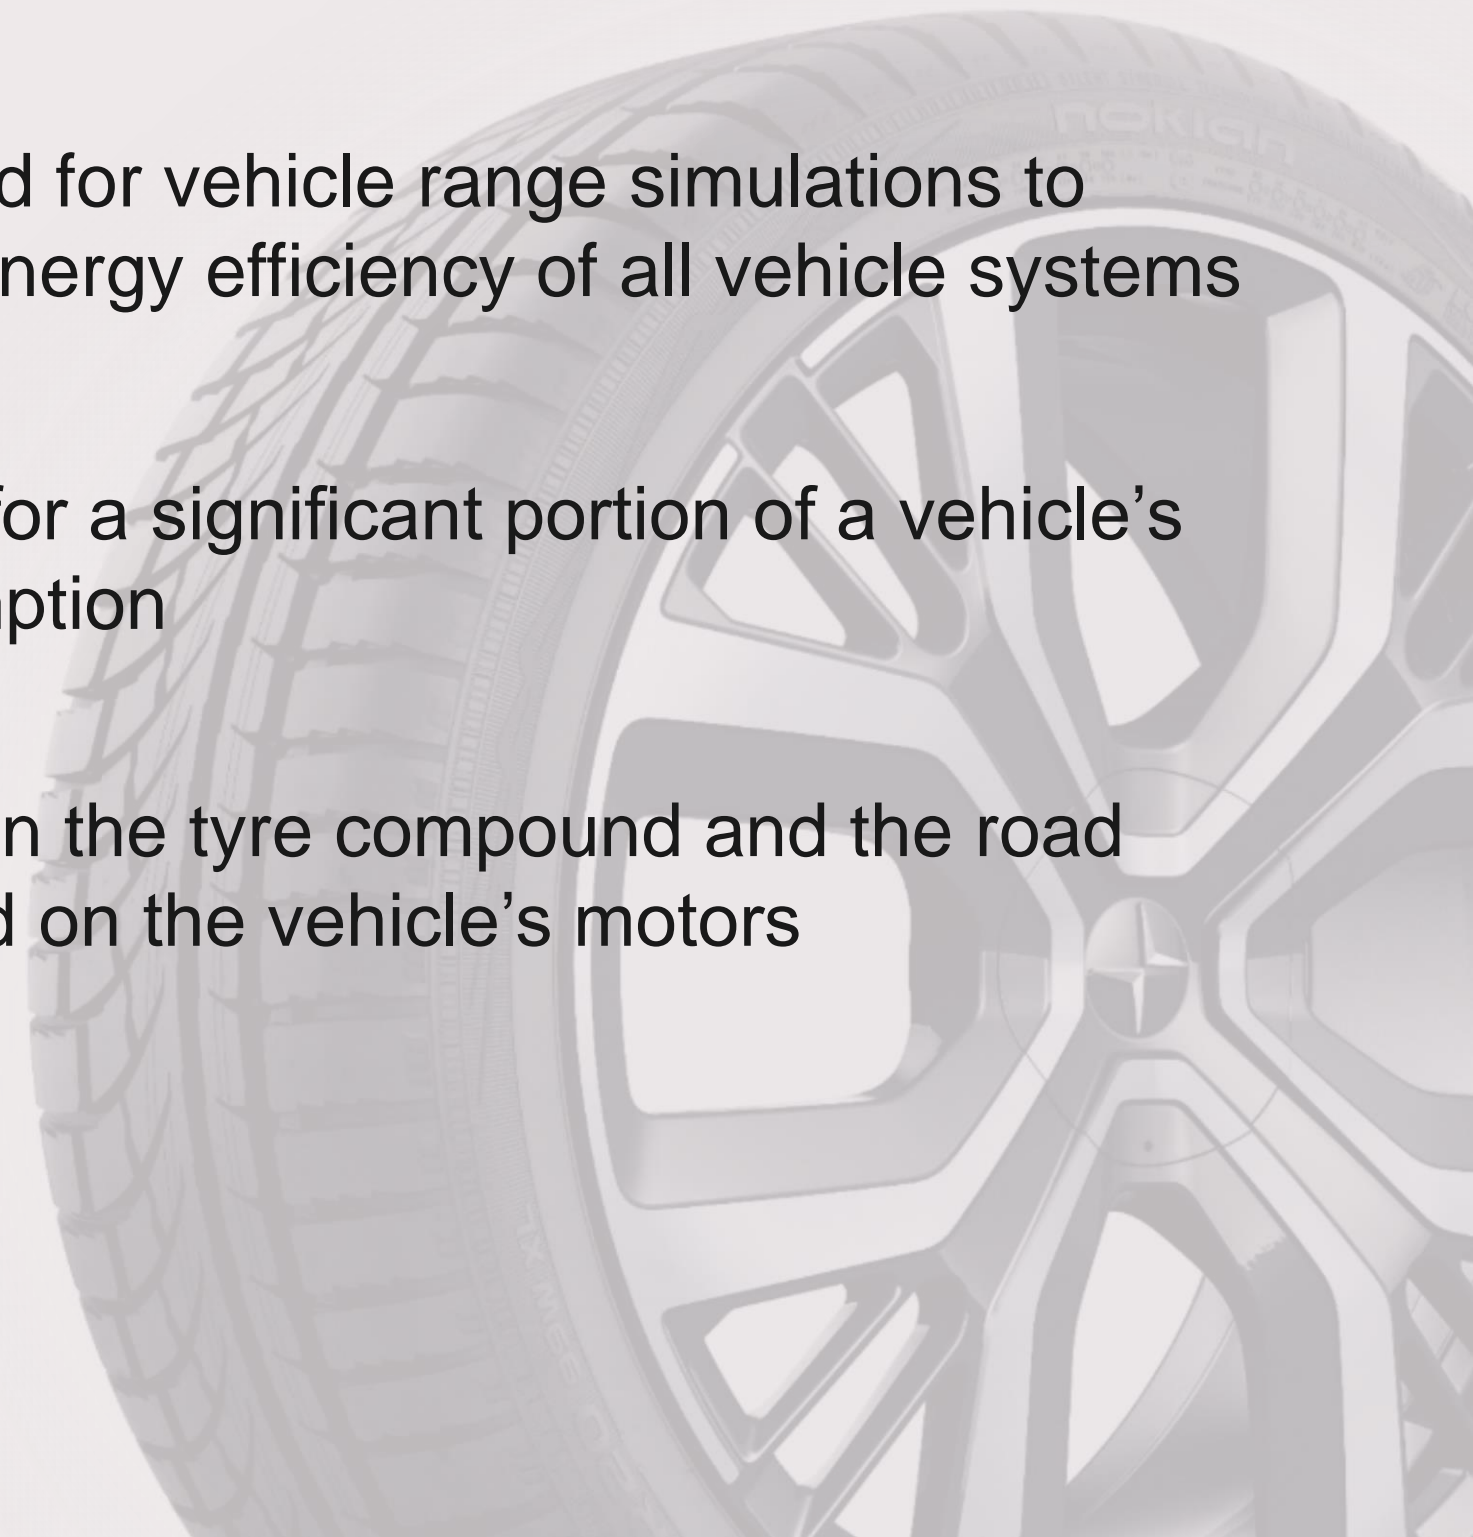 nokian
d for vehicle range simulations to
nergy efficiency of all vehicle systems
for a significant portion of a vehicle’s
ption
n the tyre compound and the road
d on the vehicle’s motors